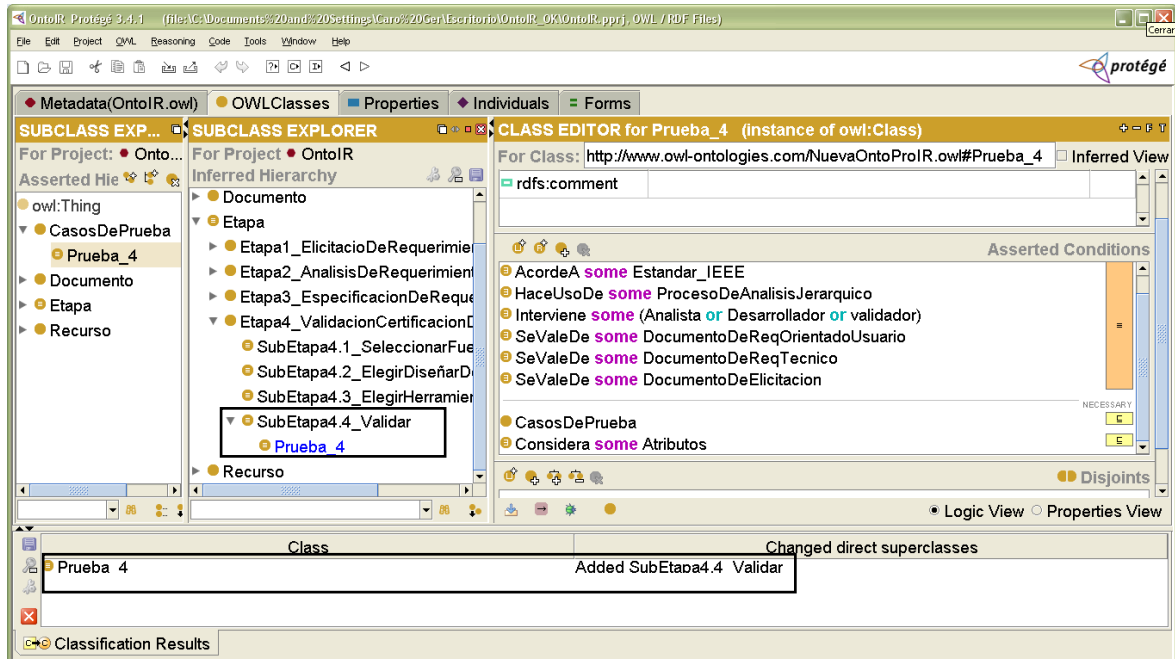 OntoIR Protégé 3.4.1 (file:\C:\Documents%20and%20Settings\Caro%20Ger\Escritorio\OntoIR_OK\OntoIR.pprj, OWL / RDF Files)
Cerrar
File Edit Project OWL Reasoning Code Tools Window Help
protégé
Metadata(OntoIR.owl) OWLClasses Properties Individuals Forms
SUBCLASS EXP...
For Project: Onto...
Asserted Hie
owl:Thing
CasosDePrueba
Prueba_4
Documento
Etapa
Recurso
SUBCLASS EXPLORER
For Project OntoIR
Inferred Hierarchy
Documento
Etapa
Etapa1_ElicitacioDeRequerimie
Etapa2_AnalisisDeRequerimient
Etapa3_EspecificacionDeReque
Etapa4_ValidacionCertificacionD
SubEtapa4.1_SeleccionarFue
SubEtapa4.2_ElegirDiseñarD
SubEtapa4.3_ElegirHerramier
SubEtapa4.4_Validar
Prueba_4
Recurso
CLASS EDITOR for Prueba_4 (instance of owl:Class)
For Class: http://www.owl-ontologies.com/NuevaOntoProIR.owl#Prueba_4 Inferred View
rdfs:comment
Asserted Conditions
AcordeA some Estandar_IEEE
HaceUsoDe some ProcesoDeAnalisisJerarquico
Interviene some (Analista or Desarrollador or validador)
SeValeDe some DocumentoDeReqOrientadoUsuario
SeValeDe some DocumentoDeReqTecnico
SeValeDe some DocumentoDeElicitacion
NECESSARY
CasosDePrueba
Considera some Atributos
Disjoints
Logic View Properties View
Class Changed direct superclasses
Prueba_4 Added SubEtapa4.4_Validar
Classification Results